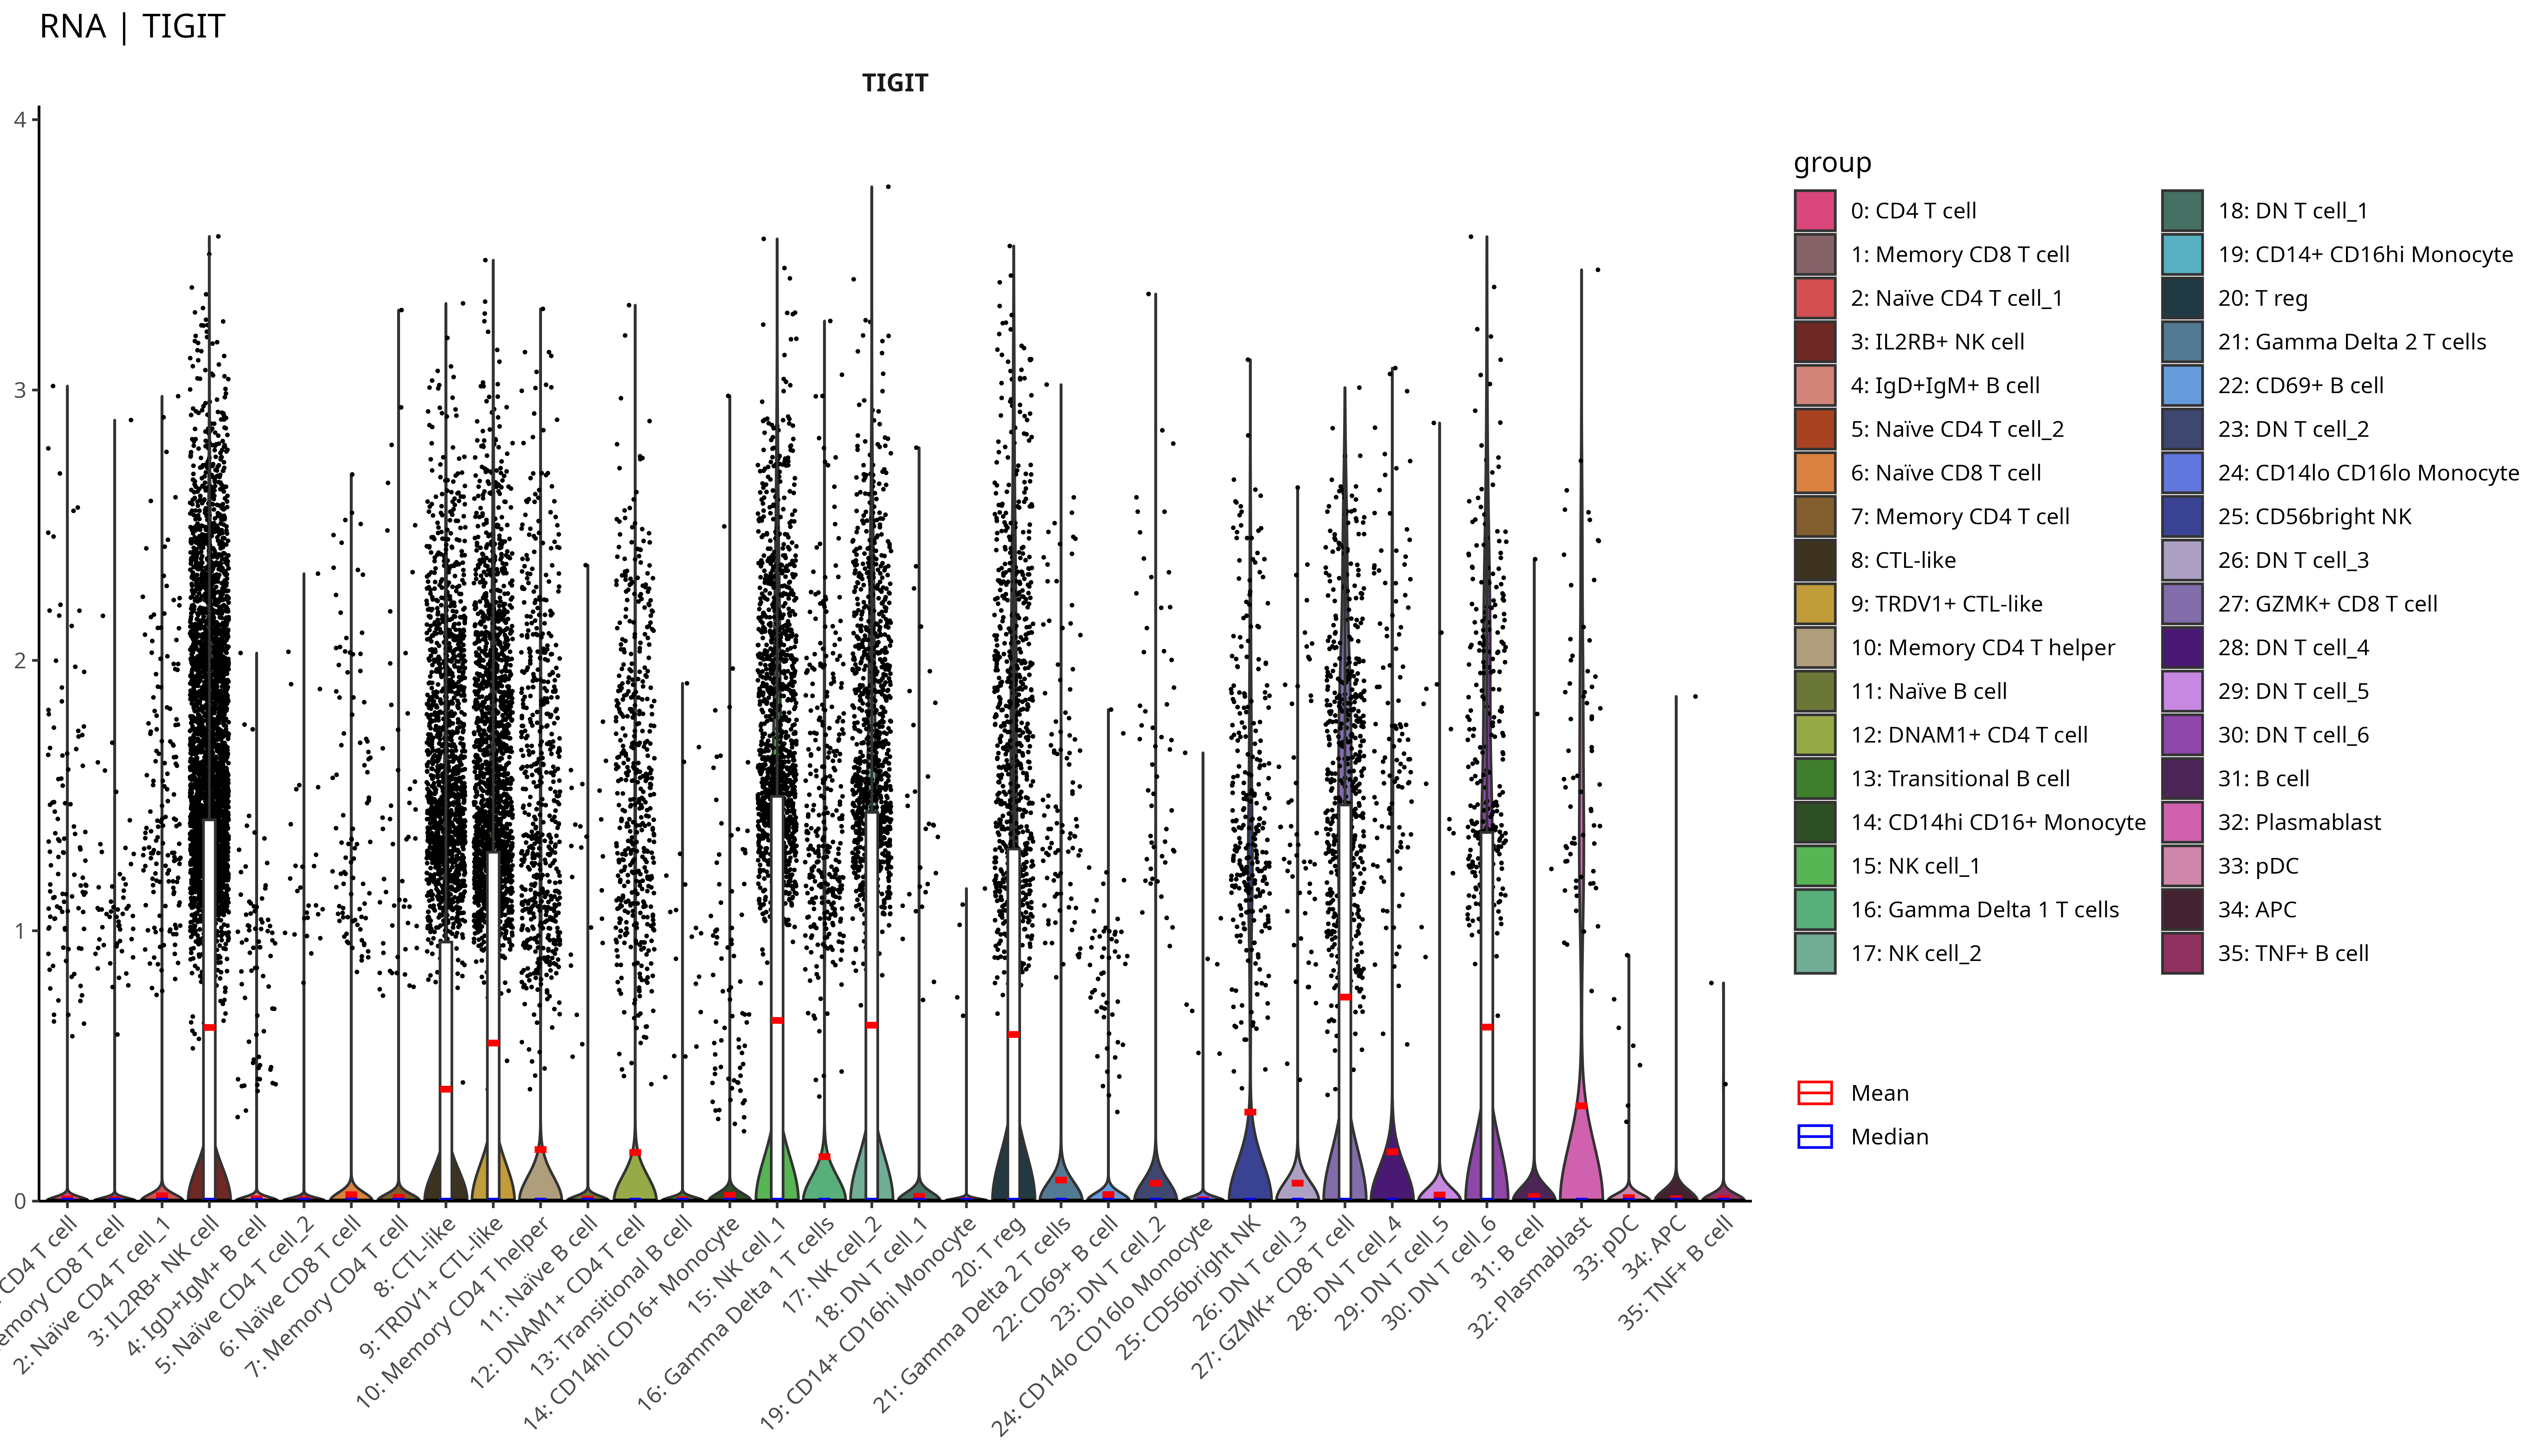 RNA | TIGIT
TIGIT
4
3
2
1
0
CD4 T cell
emory CD8 T cell
2: Naïve CD4 T cell_1
3: IL2RB+ NK cell
4: IgD+IgM+ B cell
5: Naïve CD4 T cell_2
6: Naïve CD8 T cell
7: Memory CD4 T cell
8: CTL-like
9: TRDV1+ CTL-like
10: Memory CD4 T helper
11: Naïve B cell
12: DNAM1+ CD4 T cell
13: Transitional B cell
14: CD14hi CD16+ Monocyte
15: NK cell_1
16: Gamma Delta 1 T cells
17: NK cell_2
18: DN T cell_1
19: CD14+ CD16hi Monocyte
20: T reg
21: Gamma Delta 2 T cells
22: CD69+ B cell
23: DN T cell_2
24: CD14lo CD16lo Monocyte
25: CD56bright NK
26: DN T cell_3
27: GZMK+ CD8 T cell
28: DN T cell_4
29: DN T cell_5
30: DN T cell_6
31: B cell
32: Plasmablast
33: pDC
34: APC
35: TNF+ B cell
group
0: CD4 T cell
1: Memory CD8 T cell
2: Naïve CD4 T cell_1
3: IL2RB+ NK cell
4: IgD+IgM+ B cell
5: Naïve CD4 T cell_2
6: Naïve CD8 T cell
7: Memory CD4 T cell
8: CTL-like
9: TRDV1+ CTL-like
10: Memory CD4 T helper
11: Naïve B cell
12: DNAM1+ CD4 T cell
13: Transitional B cell
14: CD14hi CD16+ Monocyte
15: NK cell_1
16: Gamma Delta 1 T cells
17: NK cell_2
18: DN T cell_1
19: CD14+ CD16hi Monocyte
20: T reg
21: Gamma Delta 2 T cells
22: CD69+ B cell
23: DN T cell_2
24: CD14lo CD16lo Monocyte
25: CD56bright NK
26: DN T cell_3
27: GZMK+ CD8 T cell
28: DN T cell_4
29: DN T cell_5
30: DN T cell_6
31: B cell
32: Plasmablast
33: pDC
34: APC
35: TNF+ B cell
Mean
Median